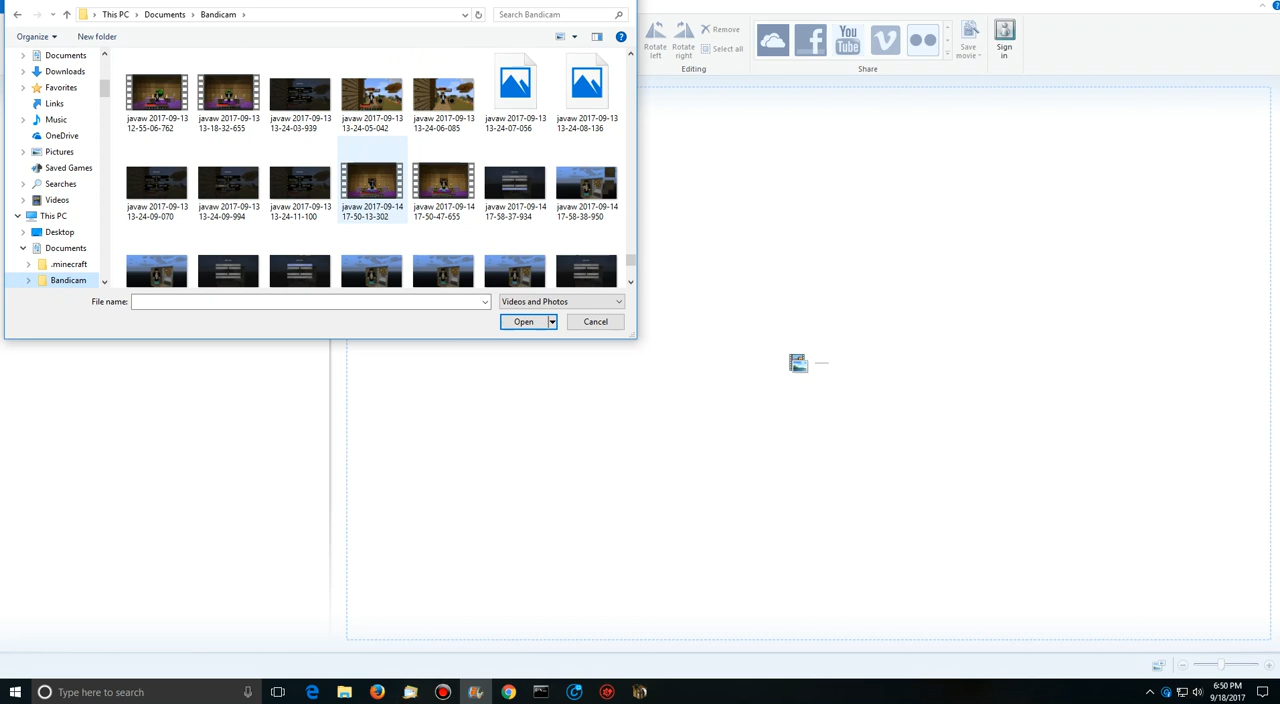 This PC > Documents > Bandicam >
Search Bandicam
Organize
New folder
?
Rotate left
Rotate right
Remove
Select all
Editing
f
You Tube
Share
Save movie
Sign in
Documents
Downloads
Favorites
Links
Music
OneDrive
Pictures
Saved Games
Searches
Videos
This PC
Desktop
Documents
.minecraft
Bandicam
javaw 2017-09-13 12-55-06-762
javaw 2017-09-13 13-18-32-655
javaw 2017-09-13 13-24-03-939
javaw 2017-09-13 13-24-05-042
javaw 2017-09-13 13-24-06-085
javaw 2017-09-13 13-24-07-056
javaw 2017-09-13 13-24-08-136
javaw 2017-09-13 13-24-09-070
javaw 2017-09-13 13-24-09-994
javaw 2017-09-13 13-24-11-100
javaw 2017-09-14 17-50-13-302
javaw 2017-09-14 17-50-47-655
javaw 2017-09-14 17-58-37-934
javaw 2017-09-14 17-58-38-950
File name:
Videos and Photos
Open
Cancel
Type here to search
6:50 PM
9/18/2017